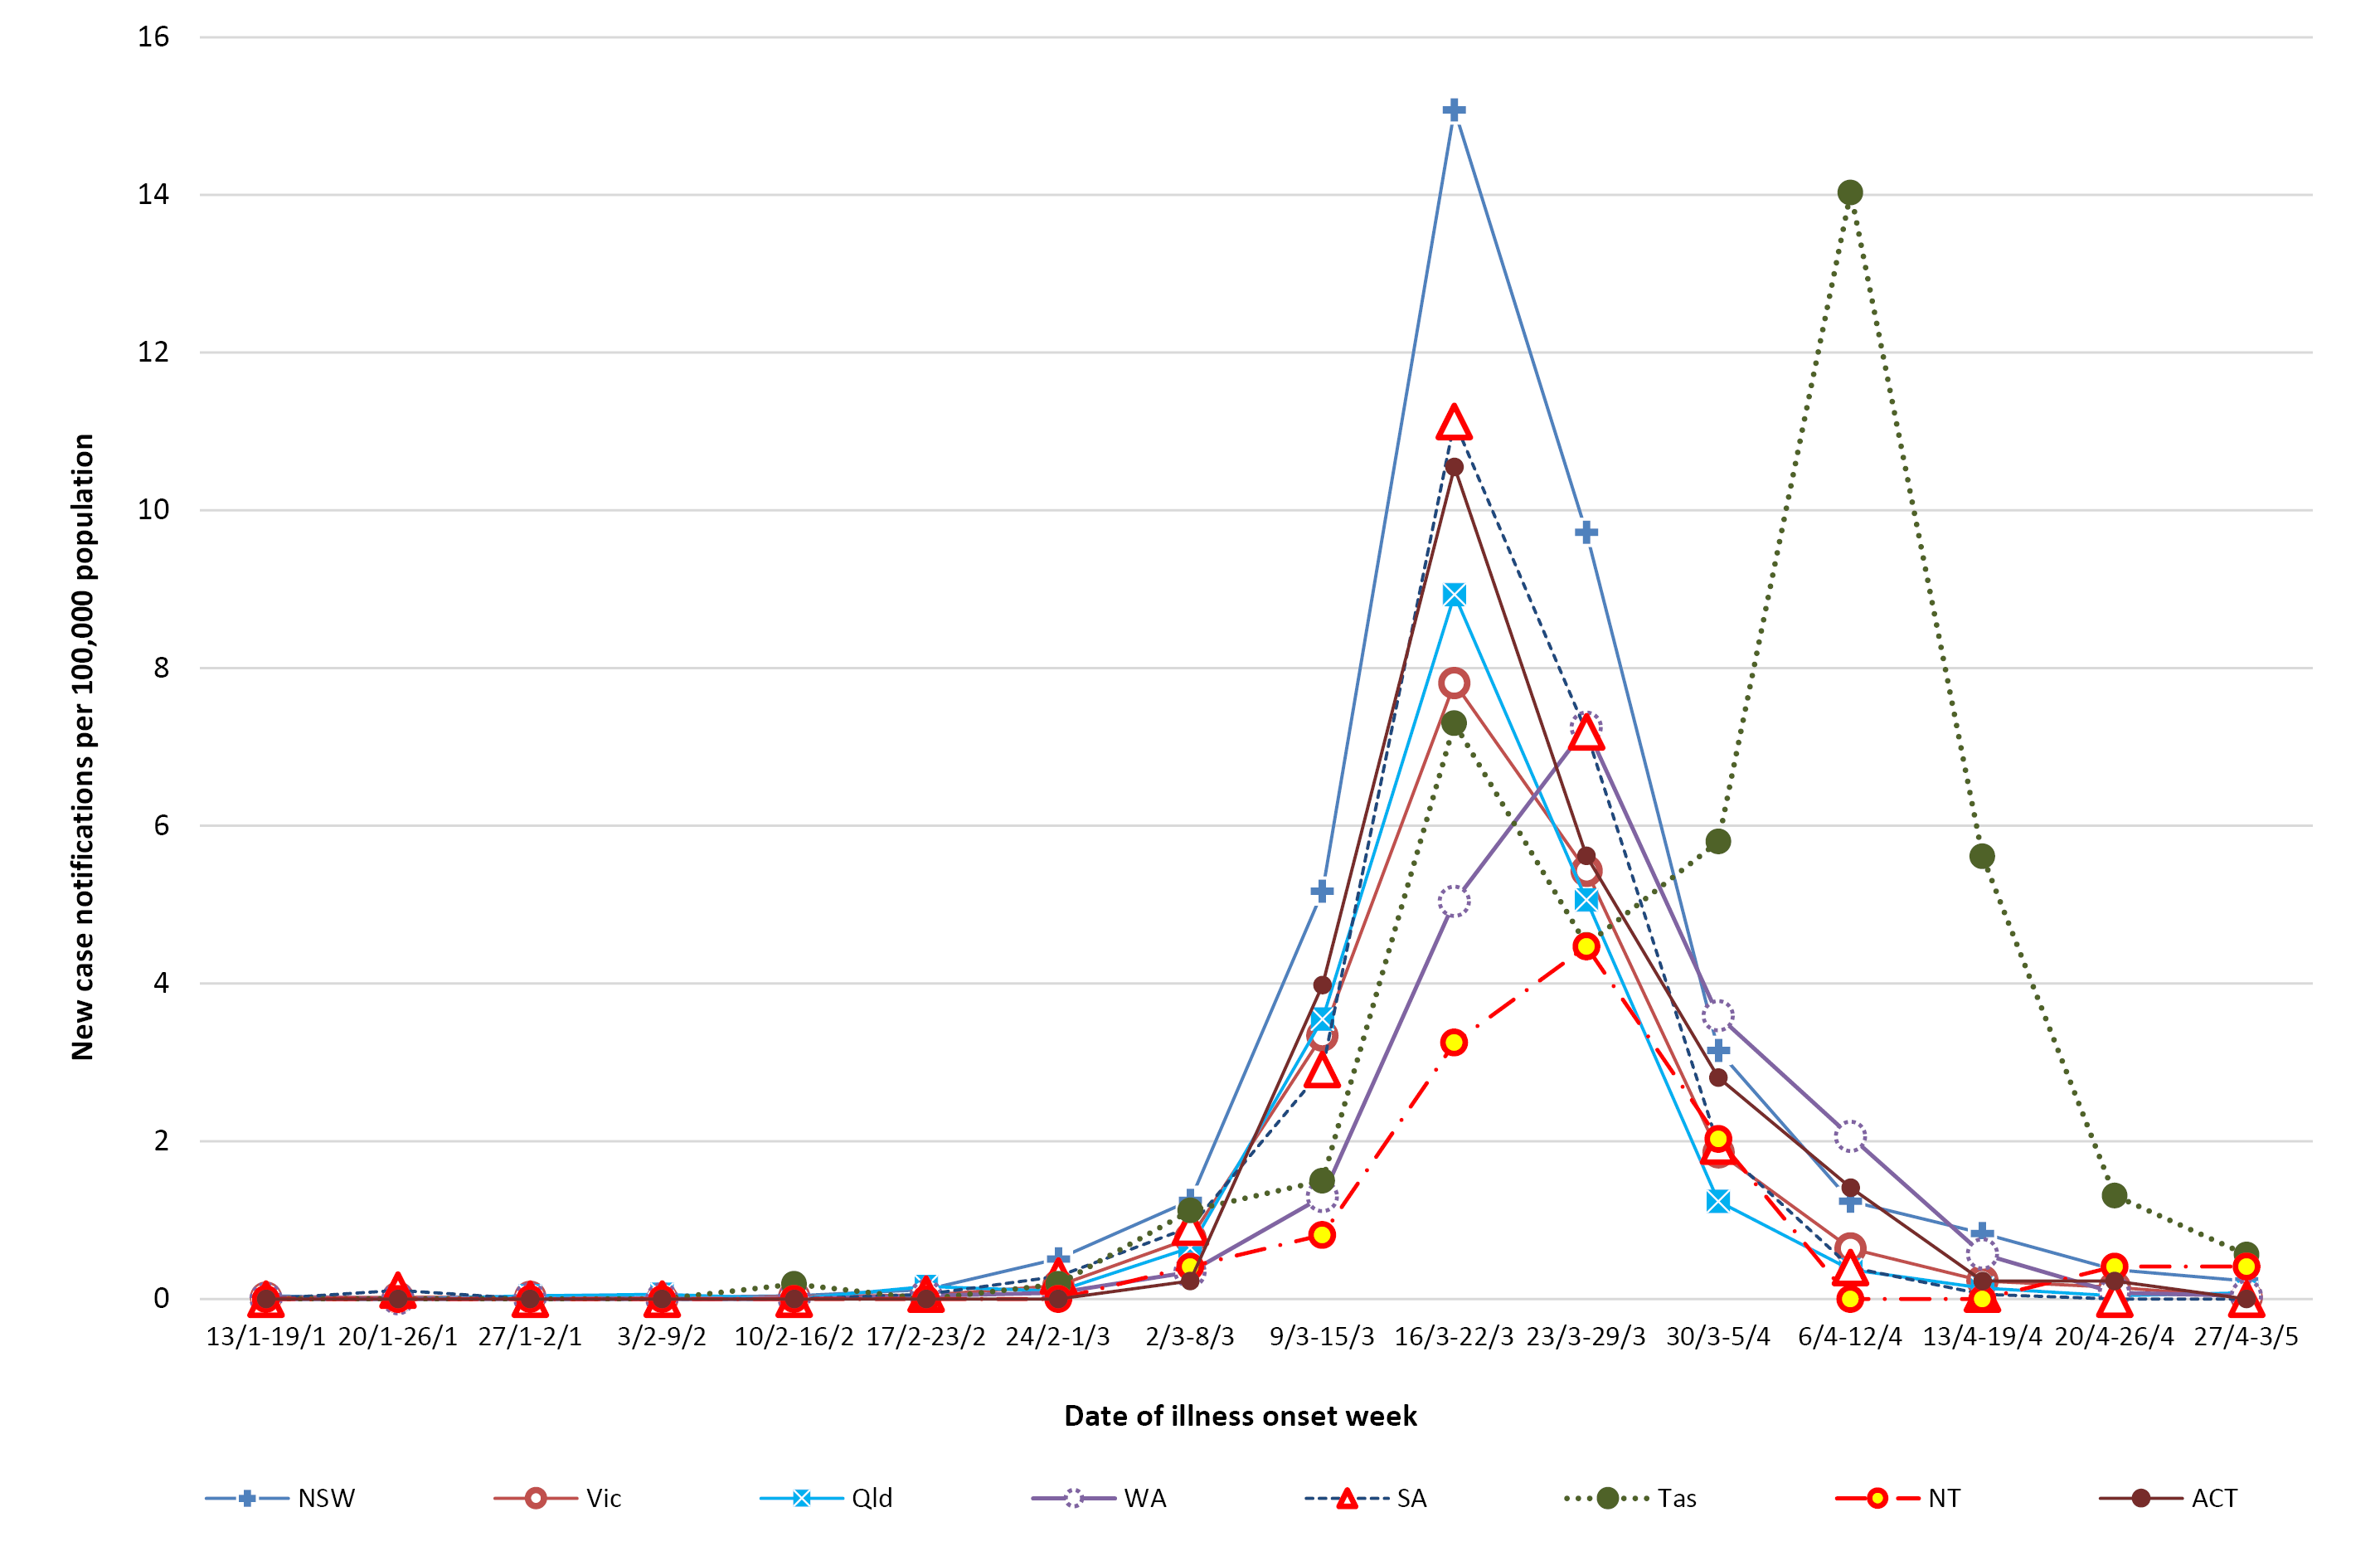 16
14
12
10
8
6
4
2
0
New case notifications per 100,000 population
13/1-19/1 20/1-26/1 27/1-2/1 3/2-9/2 10/2-16/2 17/2-23/2 24/2-1/3 2/3-8/3 9/3-15/3 16/3-22/3 23/3-29/3 30/3-5/4 6/4-12/4 13/4-19/4 20/4-26/4 27/4-3/5
Date of illness onset week
NSW Vic Qld WA SA Tas NT ACT